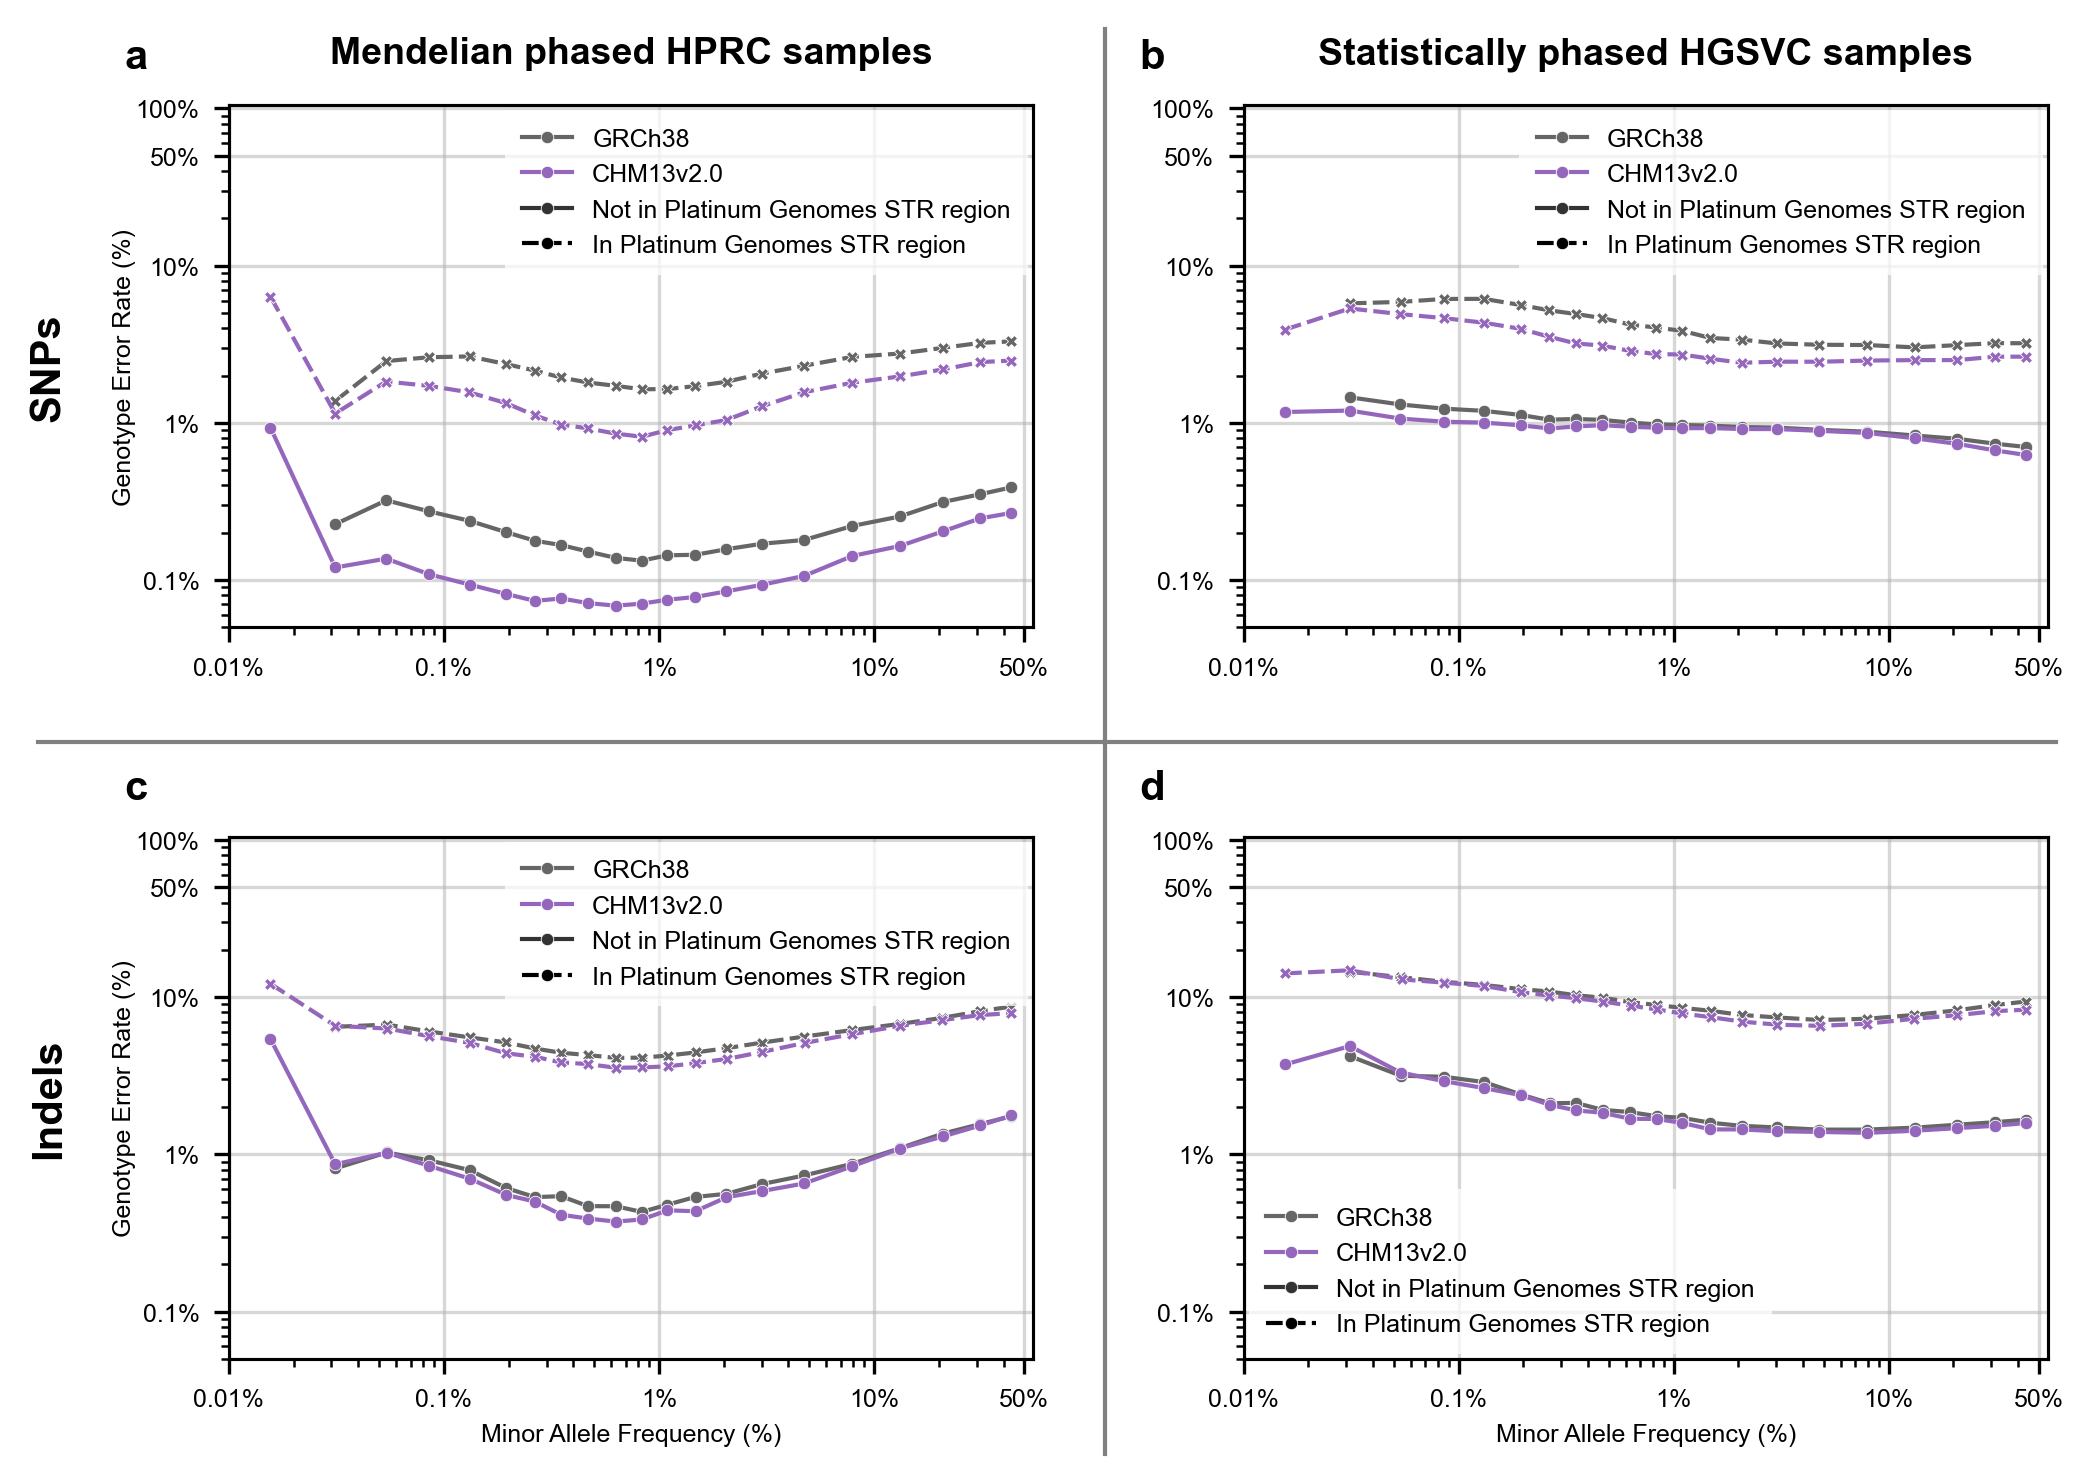 a
Mendelian phased HPRC samples
b
Statistically phased HGSVC samples
SNPs
Genotype Error Rate (%)
100%
50%
10%
1%
0.1%
GRCh38
CHM13v2.0
Not in Platinum Genomes STR region
In Platinum Genomes STR region
0.01%
0.1%
1%
10%
50%
100%
50%
10%
1%
0.1%
GRCh38
CHM13v2.0
Not in Platinum Genomes STR region
In Platinum Genomes STR region
0.01%
0.1%
1%
10%
50%
c
d
Indels
Genotype Error Rate (%)
100%
50%
10%
1%
0.1%
GRCh38
CHM13v2.0
Not in Platinum Genomes STR region
In Platinum Genomes STR region
0.01%
0.1%
1%
10%
50%
Minor Allele Frequency (%)
100%
50%
10%
1%
0.1%
GRCh38
CHM13v2.0
Not in Platinum Genomes STR region
In Platinum Genomes STR region
0.01%
0.1%
1%
10%
50%
Minor Allele Frequency (%)